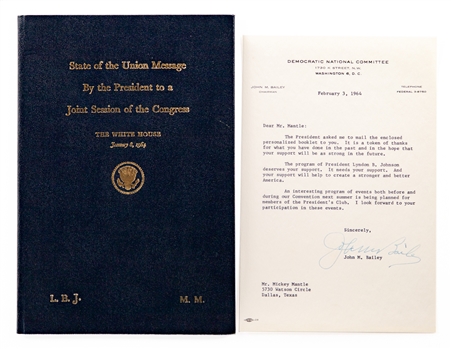 State of the Union Message
By the President to a
Joint Session of the Congress
THE WHITE HOUSE
January 8, 1964
L. B. J.
M. M.
DEMOCRATIC NATIONAL COMMITTEE
1730 K STREET N.W.
WASHINGTON 6, D. C.
JOHN M. BAILEY
CHAIRMAN
TELEPHONE
FEDERAL
February 3, 1964
Dear Mr. Mantle:
The President asked me to mail the enclosed
personalized booklet to you. It is a token of thanks
for what you have done in the past and in the hope that
your support will be as strong in the future.
The program of President Lyndon B. Johnson
deserves your support. It needs your support. And
your support will help to create a stronger and better
America.
An interesting program of events both before and
during our Convention next summer is being planned for
members of the President's Club. I look forward to your
participation in these events.
Sincerely,
John M. Bailey
John M. Bailey
Mr. Mickey Mantle
5730 Watson Circle
Dallas, Texas